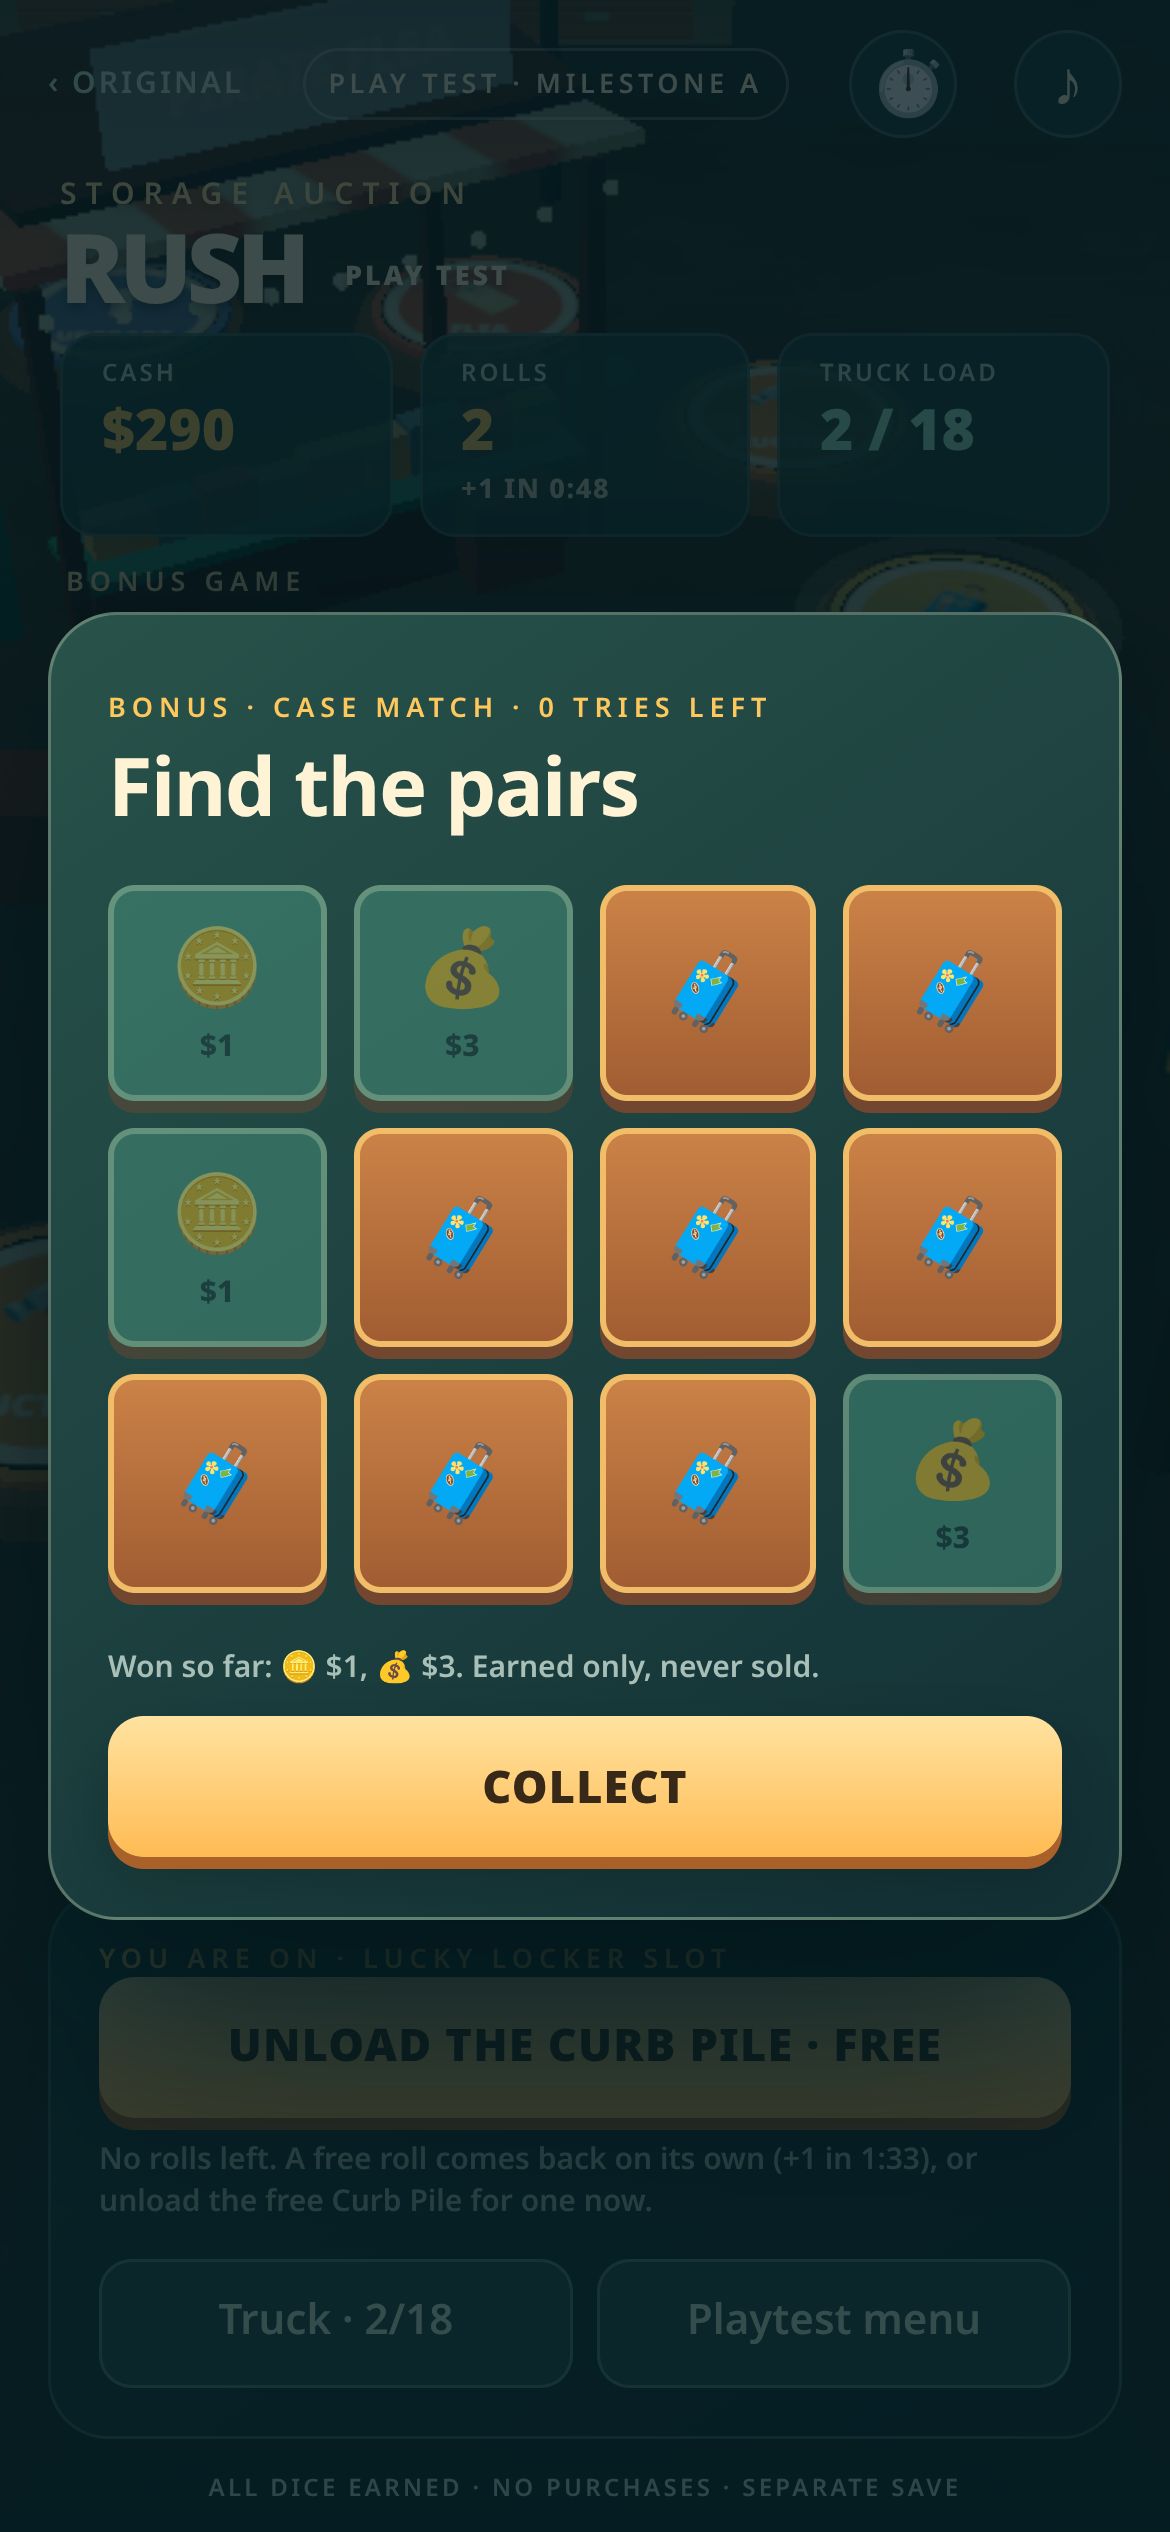 ‹ ORIGINAL
PLAY TEST · MILESTONE A
STORAGE AUCTION
RUSH PLAY TEST
CASH
$290
ROLLS
2
+1 IN 0:48
TRUCK LOAD
2 / 18
BONUS GAME
BONUS · CASE MATCH · 0 TRIES LEFT
Find the pairs
$1
$3
$1
$3
Won so far: $1, $3. Earned only, never sold.
COLLECT
YOU ARE ON · LUCKY LOCKER SLOT
UNLOAD THE CURB PILE · FREE
No rolls left. A free roll comes back on its own (+1 in 1:33), or
unload the free Curb Pile for one now.
Truck · 2/18
Playtest menu
ALL DICE EARNED · NO PURCHASES · SEPARATE SAVE